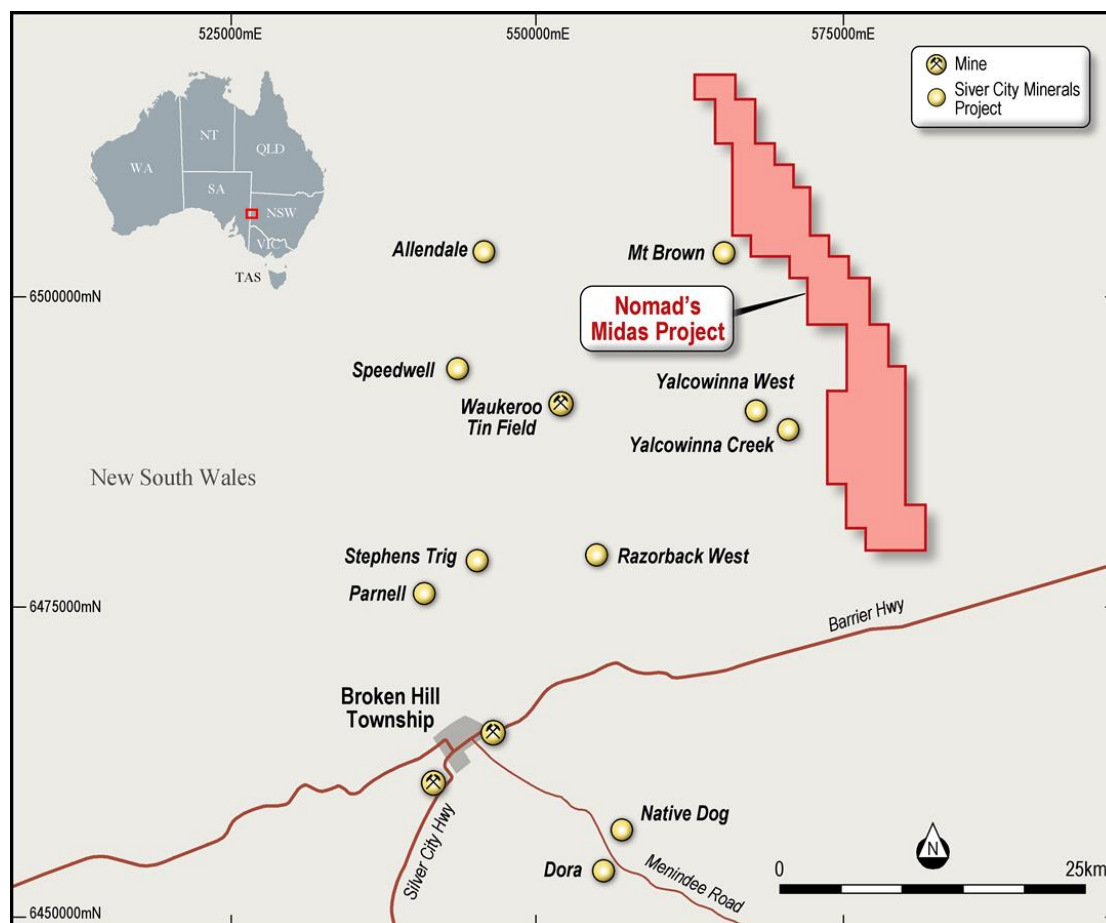 525000mE
550000mE
575000mE
Mine
Siver City Minerals
Project
WA
NT
QLD
SA
NSW
VIC
TAS
Allendale
Mt Brown
6500000mN
Nomad's
Midas Project
Speedwell
Yalcowinna West
Waukeroo
Tin Field
Yalcowinna Creek
New South Wales
Stephens Trig
Razorback West
Parnell
6475000mN
Barrier Hwy
Broken Hill
Township
Silver City Hwy
Native Dog
Dora
Menindee Road
N
0
25km
6450000mN